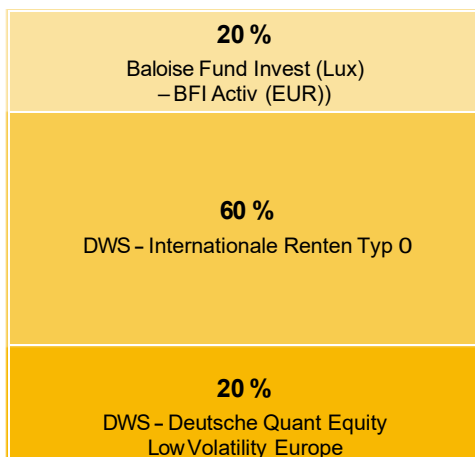 20 %
Baloise Fund Invest (Lux)
– BFI Activ (EUR))
60 %
DWS – Internationale Renten Typ O
20 %
DWS – Deutsche Quant Equity
Low Volatility Europe